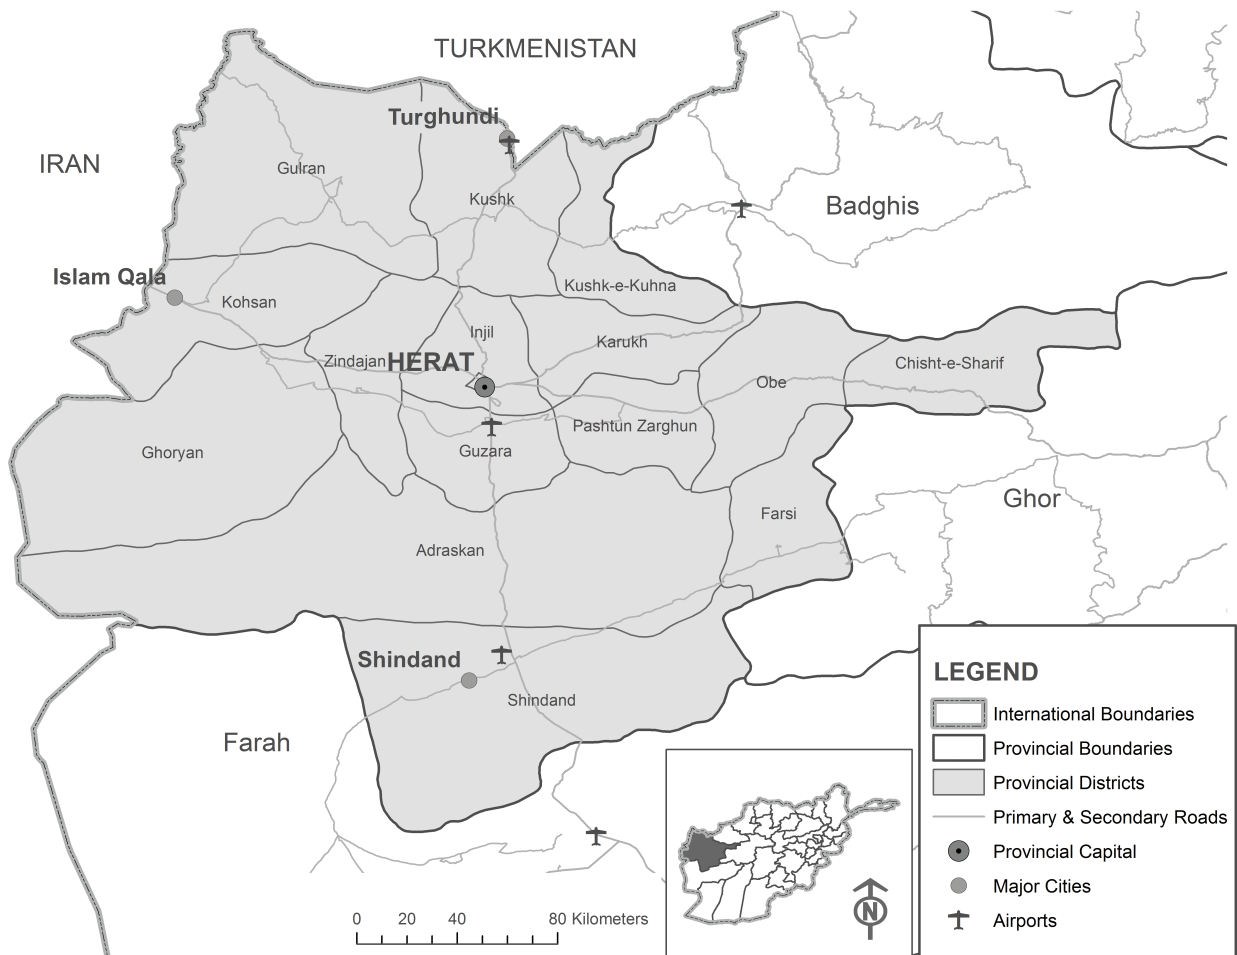 TURKMENISTAN
Turghundi
IRAN
Gulran
Kushk
Badghis
Islam Qala
Kohsan
Kushk-e-Kuhna
Injil
Karukh
Zindajan
HERAT
Chisht-e-Sharif
Obe
Ghoryan
Guzara
Pashtun Zarghun
Ghor
Farsi
Adraskan
Shindand
Shindand
Farah
LEGEND
International Boundaries
Provincial Boundaries
Provincial Districts
Primary & Secondary Roads
Provincial Capital
Major Cities
Airports
N
0 20 40 80 Kilometers